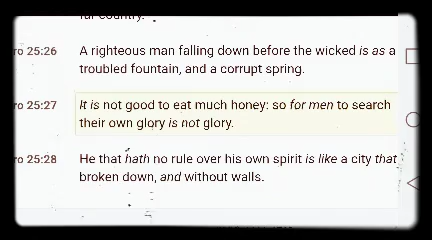 far country.
ro 25:26 A righteous man falling down before the wicked is as a
troubled fountain, and a corrupt spring.
ro 25:27 It is not good to eat much honey: so for men to search
their own glory is not glory.
ro 25:28 He that hath no rule over his own spirit is like a city that
broken down, and without walls.